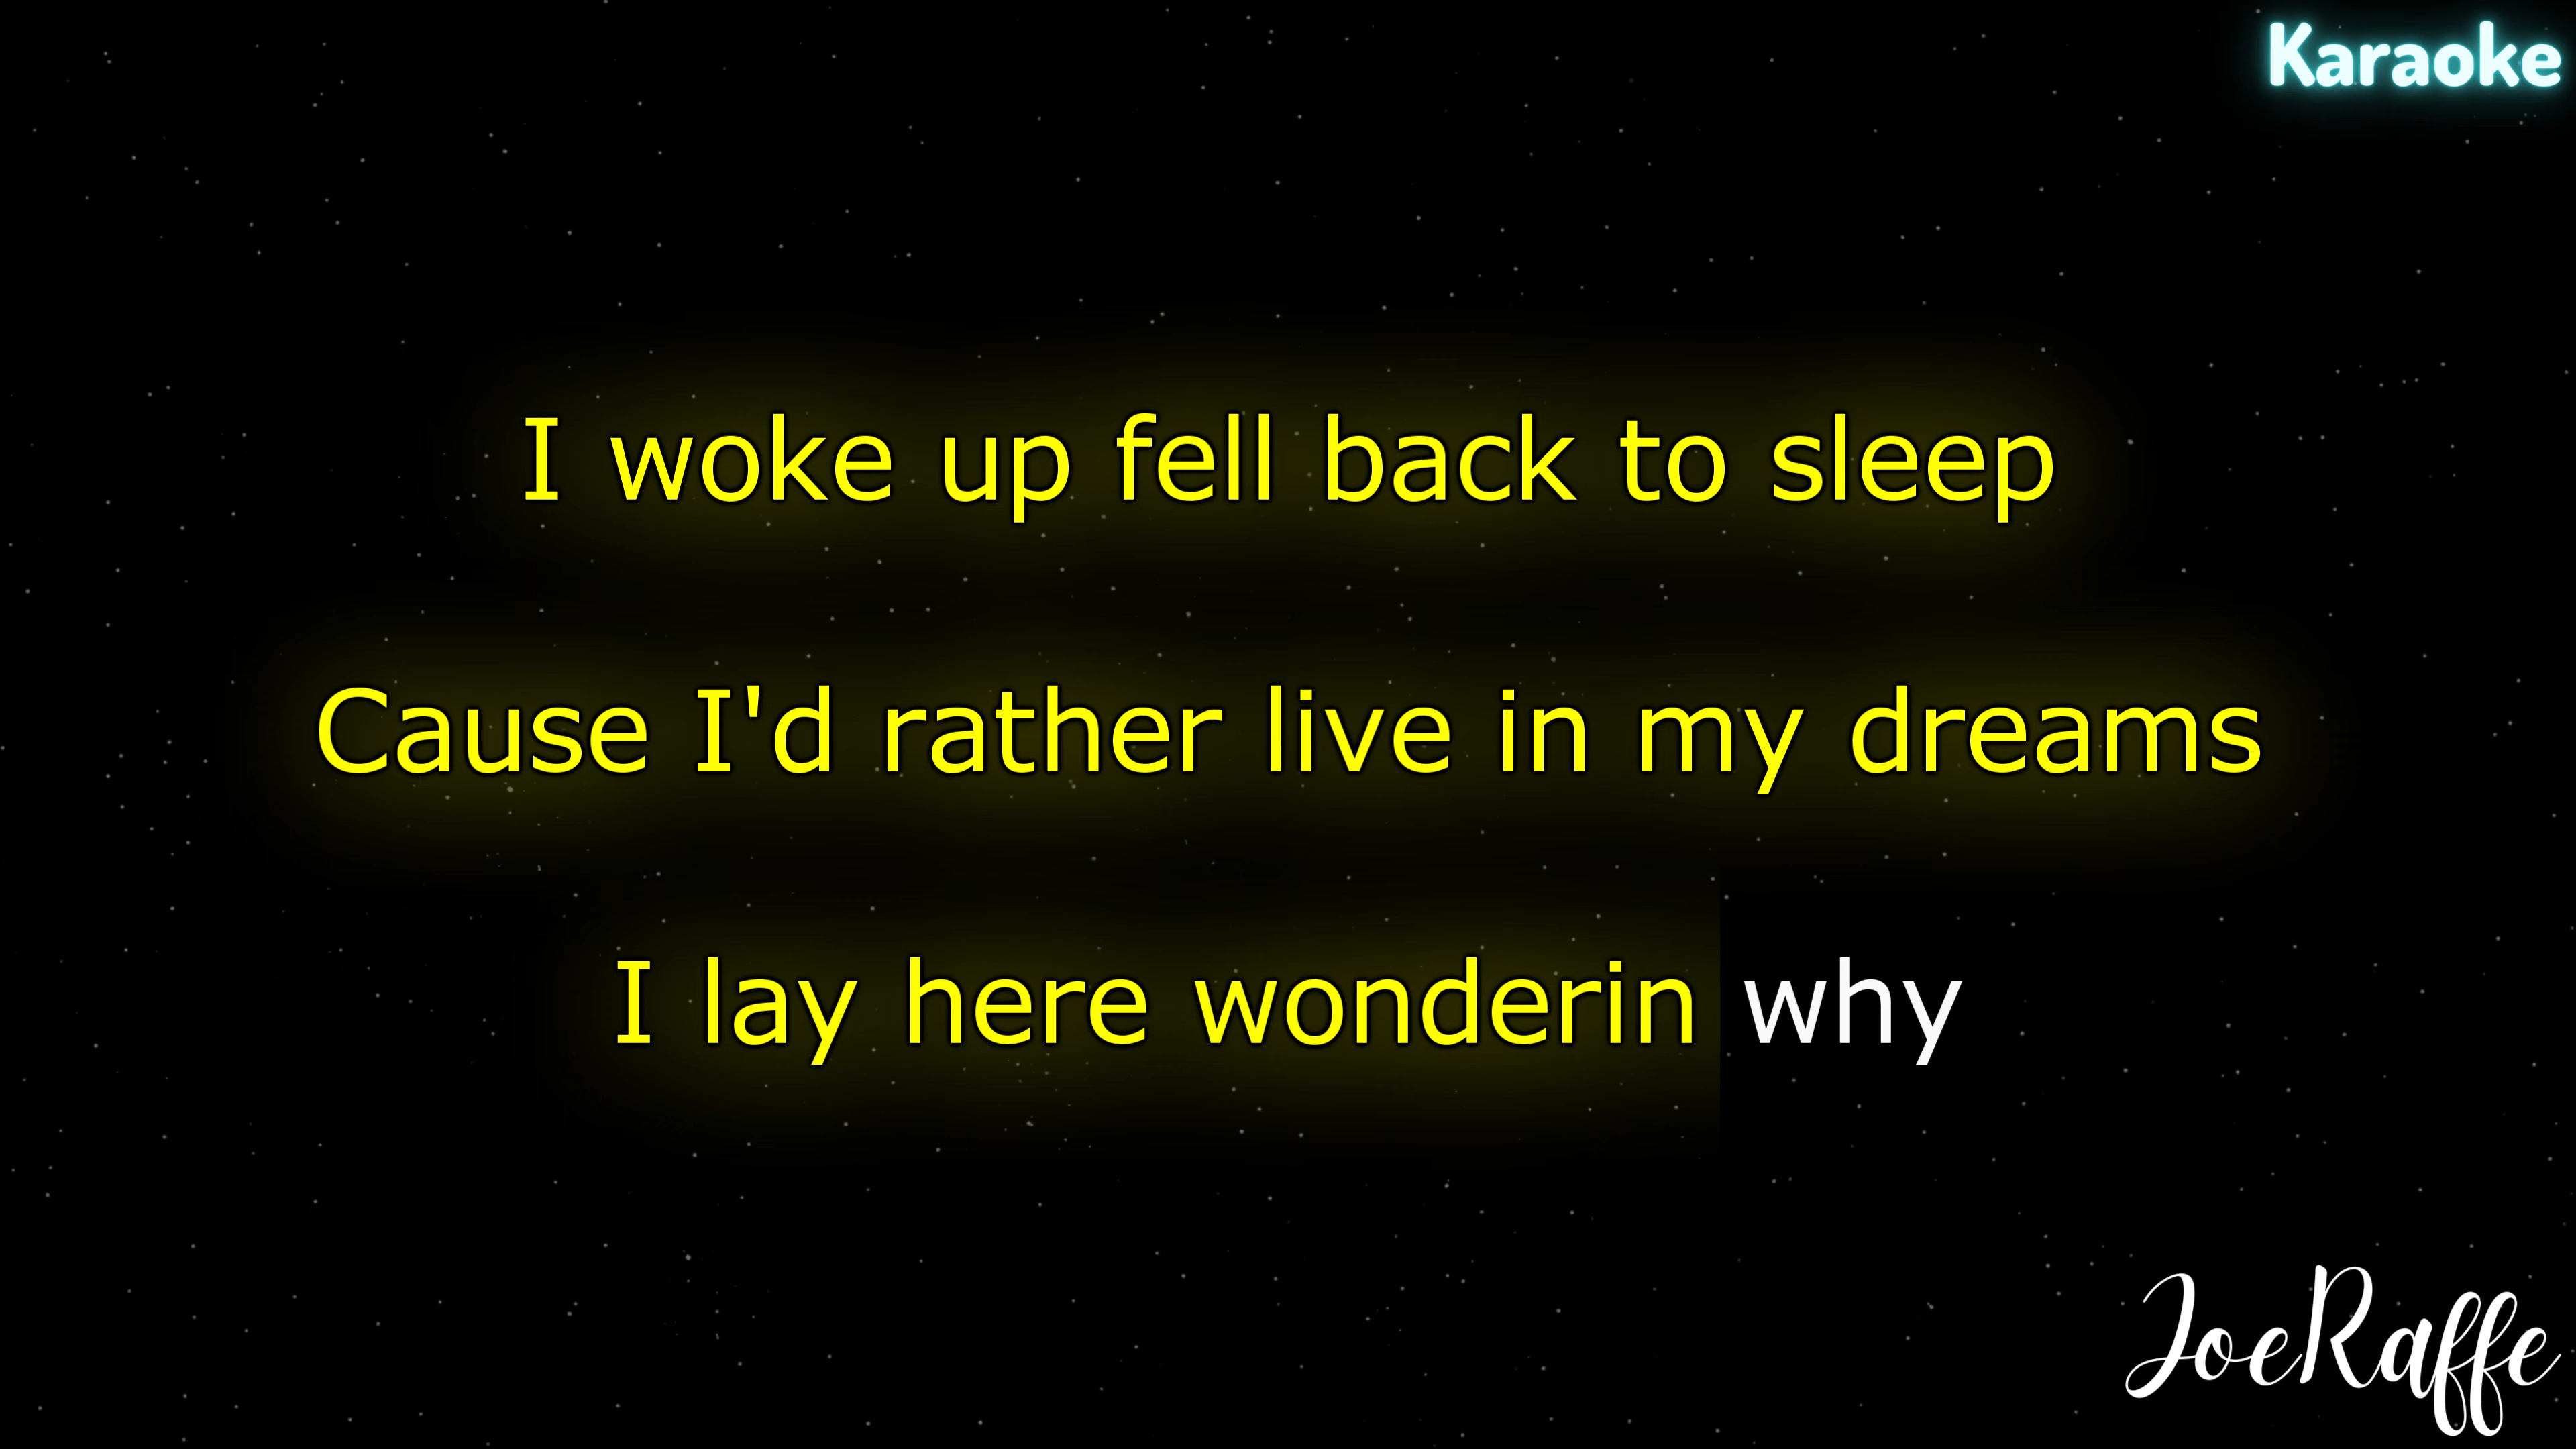 Karaoke
I woke up fell back to sleep
Cause I'd rather live in my dreams
I lay here wonderin why
JoeRaffe